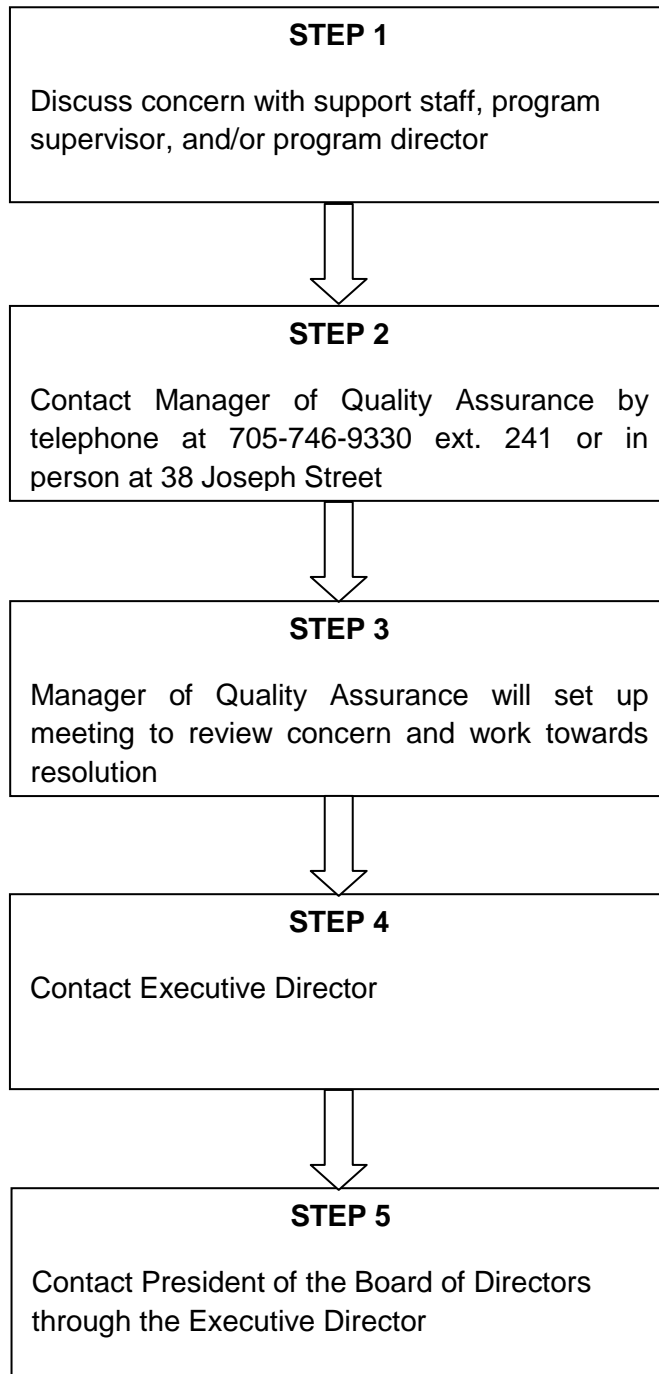 STEP 1
Discuss concern with support staff, program
supervisor, and/or program director
STEP 2
Contact Manager of Quality Assurance by
telephone at 705-746-9330 ext. 241 or in
person at 38 Joseph Street
STEP 3
Manager of Quality Assurance will set up
meeting to review concern and work towards
resolution
STEP 4
Contact Executive Director
STEP 5
Contact President of the Board of Directors
through the Executive Director